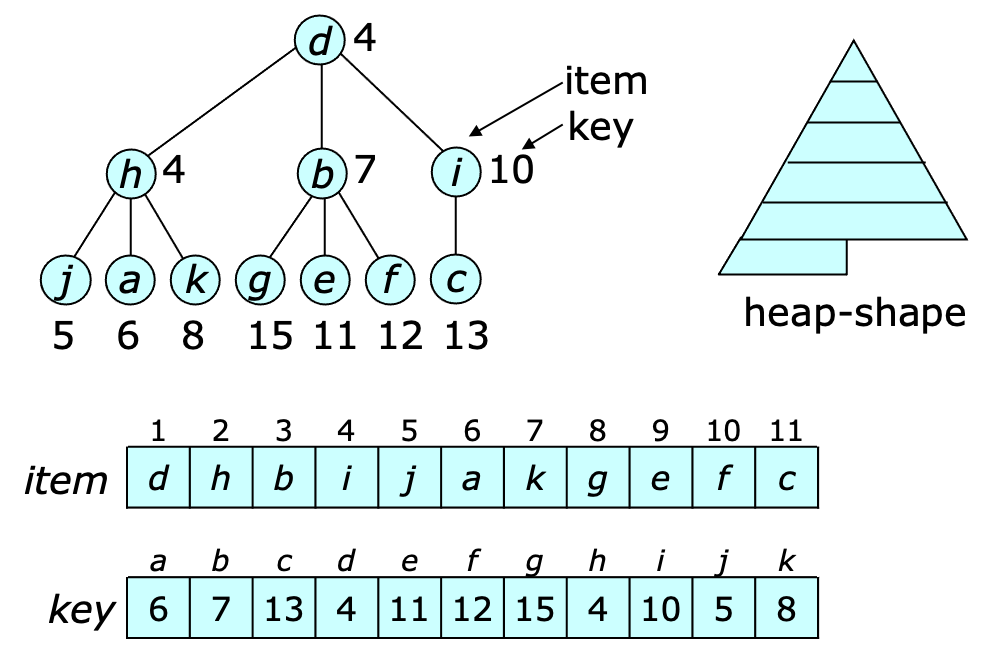 d 4
item
key
h 4 b 7 i 10
j a k g e f c
5 6 8 15 11 12 13
heap-shape
1 2 3 4 5 6 7 8 9 10 11
item d h b i j a k g e f c
a b c d e f g h i j k
key 6 7 13 4 11 12 15 4 10 5 8